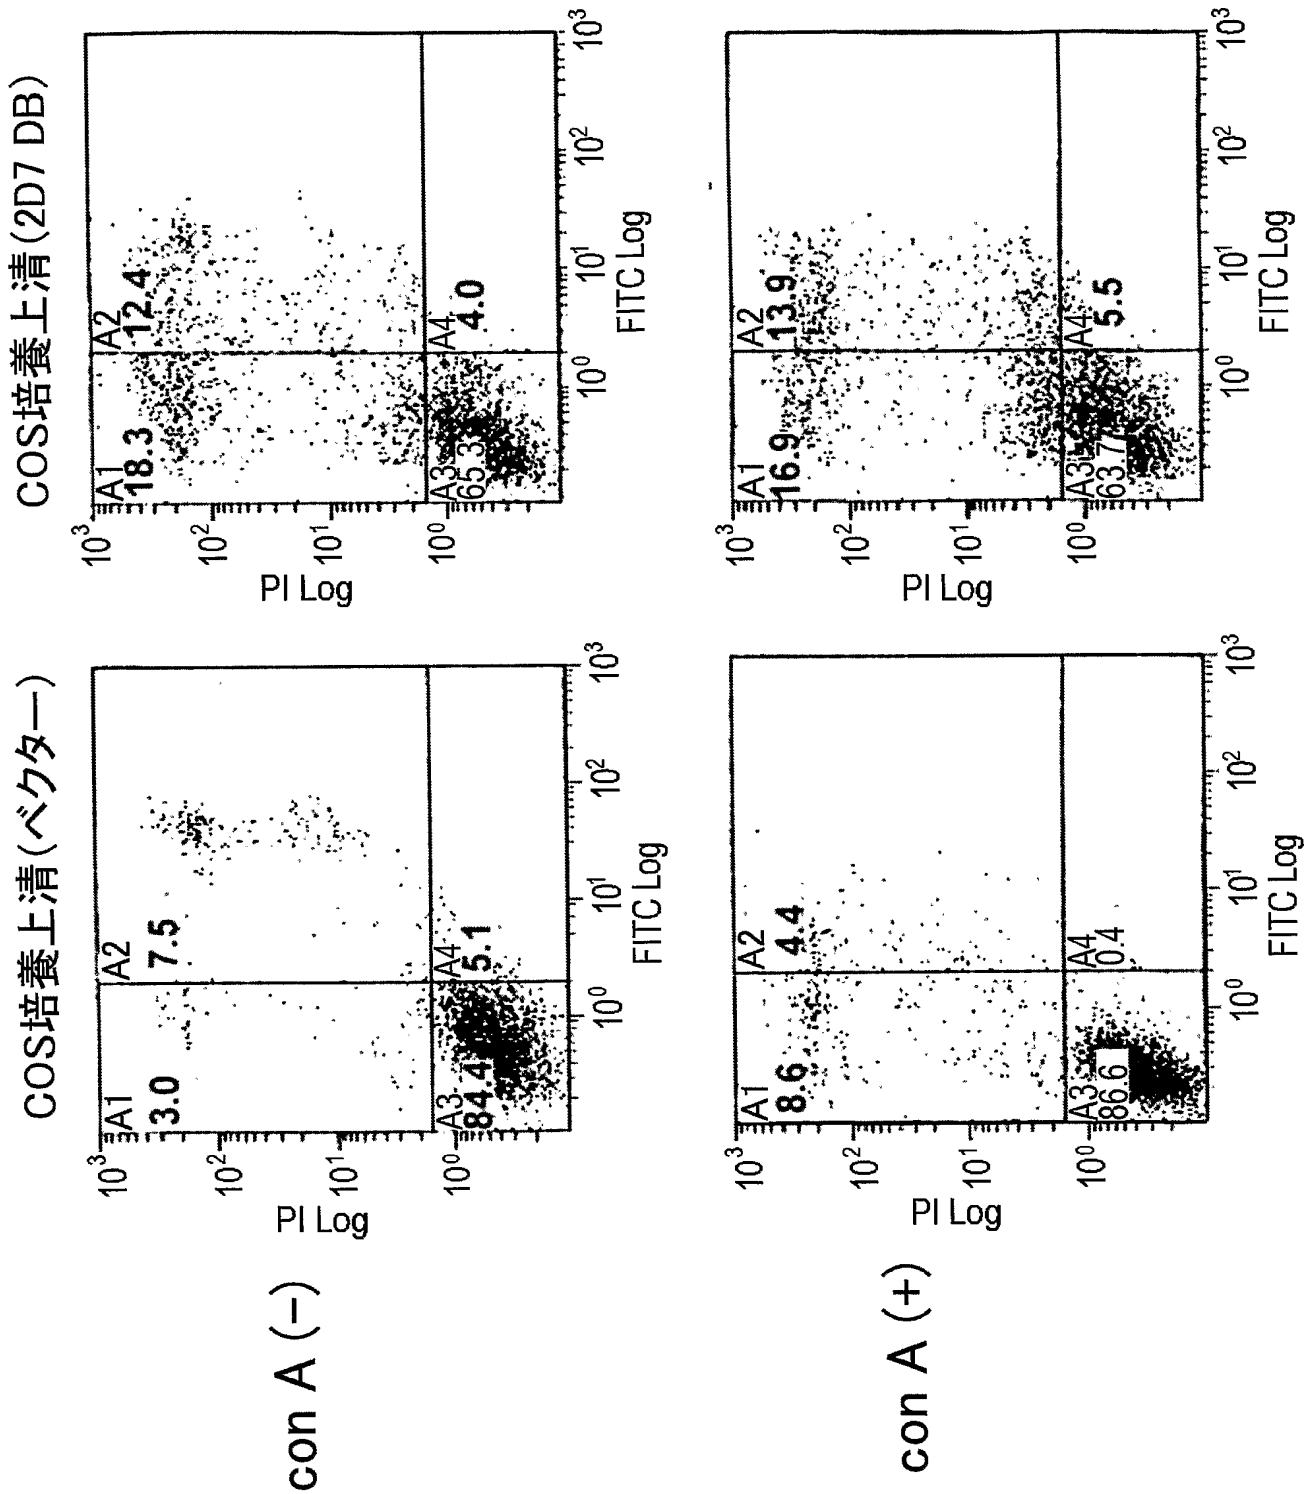 COS培養上清(ベクター)
COS培養上清(2D7 DB)
con A (−)
PI Log
10³
10²
10¹
10⁰
A1
3.0
A2
7.5
A3
84.4
A4
5.1
10⁰
10¹
10²
10³
FITC Log
PI Log
10³
10²
10¹
10⁰
A1
18.3
A2
12.4
A3
65.3
A4
4.0
10⁰
10¹
10²
10³
FITC Log
con A (+)
PI Log
10³
10²
10¹
10⁰
A1
8.6
A2
4.4
A3
86.6
A4
0.4
10⁰
10¹
10²
10³
FITC Log
PI Log
10³
10²
10¹
10⁰
A1
16.9
A2
13.9
A3
63.7
A4
5.5
10⁰
10¹
10²
10³
FITC Log